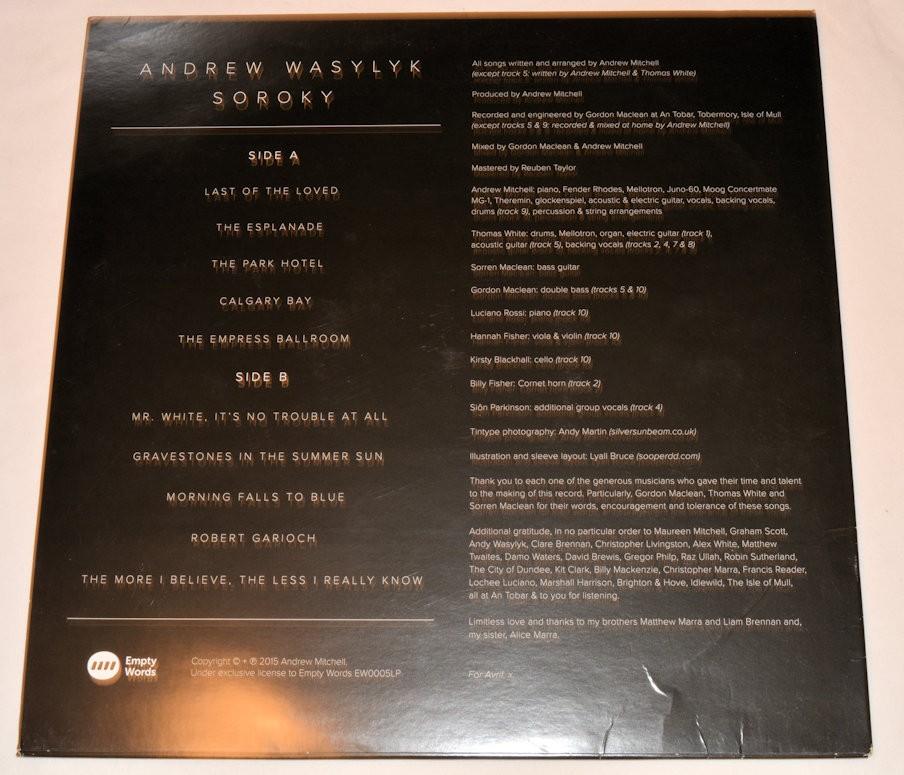 ANDREW WASYLYK
SOROKY
SIDE A
LAST OF THE LOVED
THE ESPLANADE
THE PARK HOTEL
CALGARY BAY
THE EMPRESS BALLROOM
SIDE B
MR. WHITE, IT'S NO TROUBLE AT ALL
GRAVESTONES IN THE SUMMER SUN
MORNING FALLS TO BLUE
ROBERT GARIOCH
THE MORE I BELIEVE, THE LESS I REALLY KNOW
Empty
Words
Copyright © + ℗ 2015 Andrew Mitchell.
Under exclusive license to Empty Words EW0005LP
All songs written and arranged by Andrew Mitchell
(except track 5: written by Andrew Mitchell & Thomas White)
Produced by Andrew Mitchell
Recorded and engineered by Gordon Maclean at An Tobar, Tobermory, Isle of Mull
(except tracks 5 & 9: recorded & mixed at home by Andrew Mitchell)
Mixed by Gordon Maclean & Andrew Mitchell
Mastered by Reuben Taylor
Andrew Mitchell: piano, Fender Rhodes, Mellotron, Juno-60, Moog Concertmate
MG-1, Theremin, glockenspiel, acoustic & electric guitar, vocals, backing vocals,
drums (track 9), percussion & string arrangements
Thomas White: drums, Mellotron, organ, electric guitar (track 1),
acoustic guitar (track 5), backing vocals (tracks 2, 4, 7 & 8)
Sorren Maclean: bass guitar
Gordon Maclean: double bass (tracks 5 & 10)
Luciano Rossi: piano (track 10)
Hannah Fisher: viola & violin (track 10)
Kirsty Blackhall: cello (track 10)
Billy Fisher: Cornet horn (track 2)
Siôn Parkinson: additional group vocals (track 4)
Tintype photography: Andy Martin (silversunbeam.co.uk)
Illustration and sleeve layout: Lyall Bruce (sooperdd.com)
Thank you to each one of the generous musicians who gave their time and talent
to the making of this record. Particularly, Gordon Maclean, Thomas White and
Sorren Maclean for their words, encouragement and tolerance of these songs.
Additional gratitude, in no particular order to Maureen Mitchell, Graham Scott,
Andy Wasylyk, Clare Brennan, Christopher Livingston, Alex White, Matthew
Twaites, Damo Waters, David Brewis, Gregor Philp, Raz Ullah, Robin Sutherland,
The City of Dundee, Kit Clark, Billy Mackenzie, Christopher Marra, Francis Reader,
Lochee Luciano, Marshall Harrison, Brighton & Hove, Idlewild, The Isle of Mull,
all at An Tobar & to you for listening.
Limitless love and thanks to my brothers Matthew Marra and Liam Brennan and,
my sister, Alice Marra.
For Avril. x